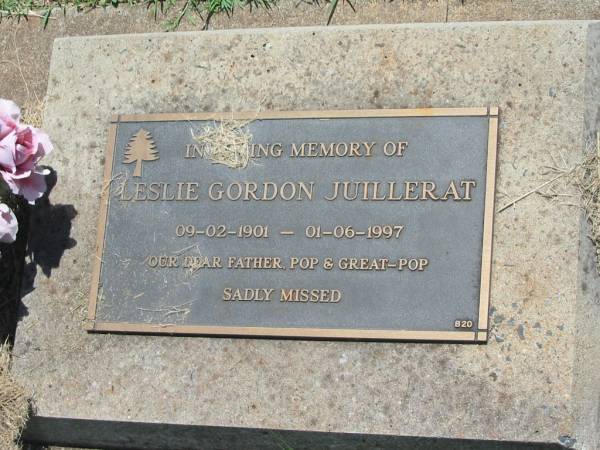 IN LOVING MEMORY OF
LESLIE GORDON JUILLERAT
09-02-1901 — 01-06-1997
OUR DEAR FATHER, POP & GREAT-POP
SADLY MISSED
B20